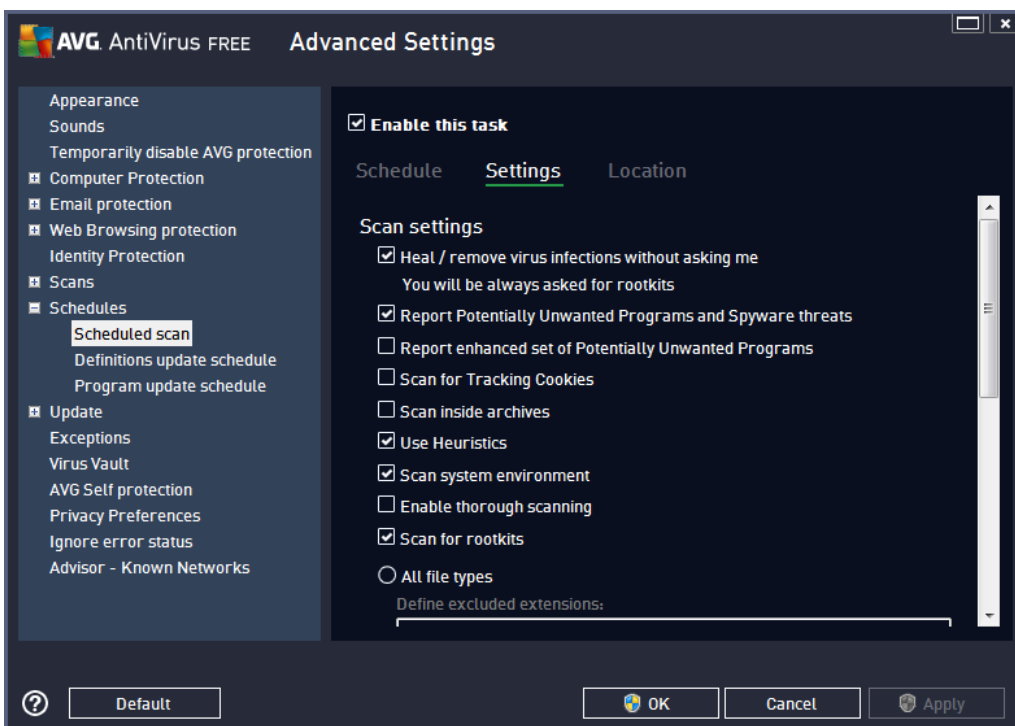 AVG. AntiVirus FREE Advanced Settings
Appearance
Sounds
Temporarily disable AVG protection
Computer Protection
Email protection
Web Browsing protection
Identity Protection
Scans
Schedules
Scheduled scan
Definitions update schedule
Program update schedule
Update
Exceptions
Virus Vault
AVG Self protection
Privacy Preferences
Ignore error status
Advisor - Known Networks
Enable this task
Schedule Settings Location
Scan settings
Heal / remove virus infections without asking me
You will be always asked for rootkits
Report Potentially Unwanted Programs and Spyware threats
Report enhanced set of Potentially Unwanted Programs
Scan for Tracking Cookies
Scan inside archives
Use Heuristics
Scan system environment
Enable thorough scanning
Scan for rootkits
All file types
Define excluded extensions:
? Default OK Cancel Apply